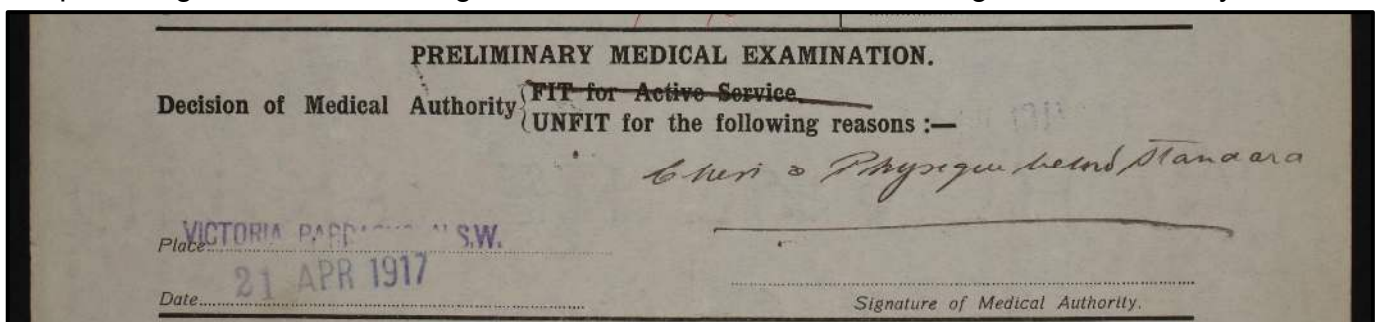 PRELIMINARY MEDICAL EXAMINATION.
Decision of Medical Authority
FIT for Active Service
UNFIT for the following reasons :—
Chest & Physique below Standard
Place VICTORIA S.W.
21 APR 1917
Date
Signature of Medical Authority.